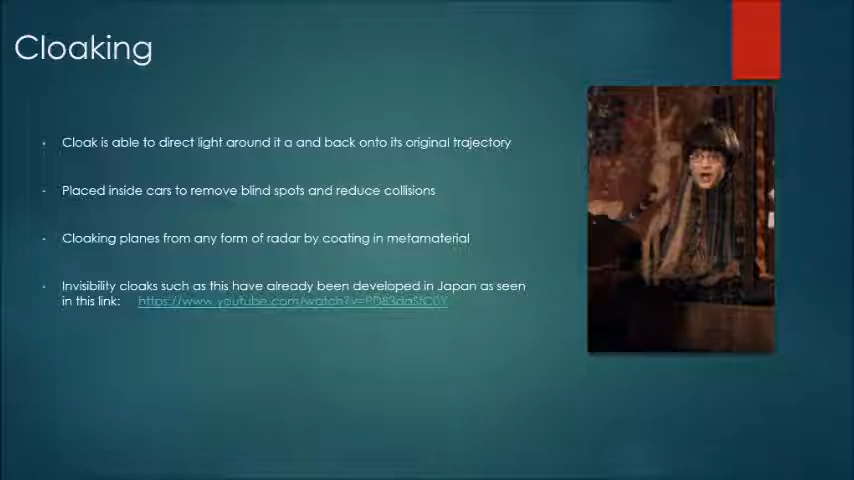 Cloaking
Cloak is able to direct light around it a and back onto its original trajectory
Placed inside cars to remove blind spots and reduce collisions
Cloaking planes from any form of radar by coating in metamaterial
Invisibility cloaks such as this have already been developed in Japan as seen
in this link: